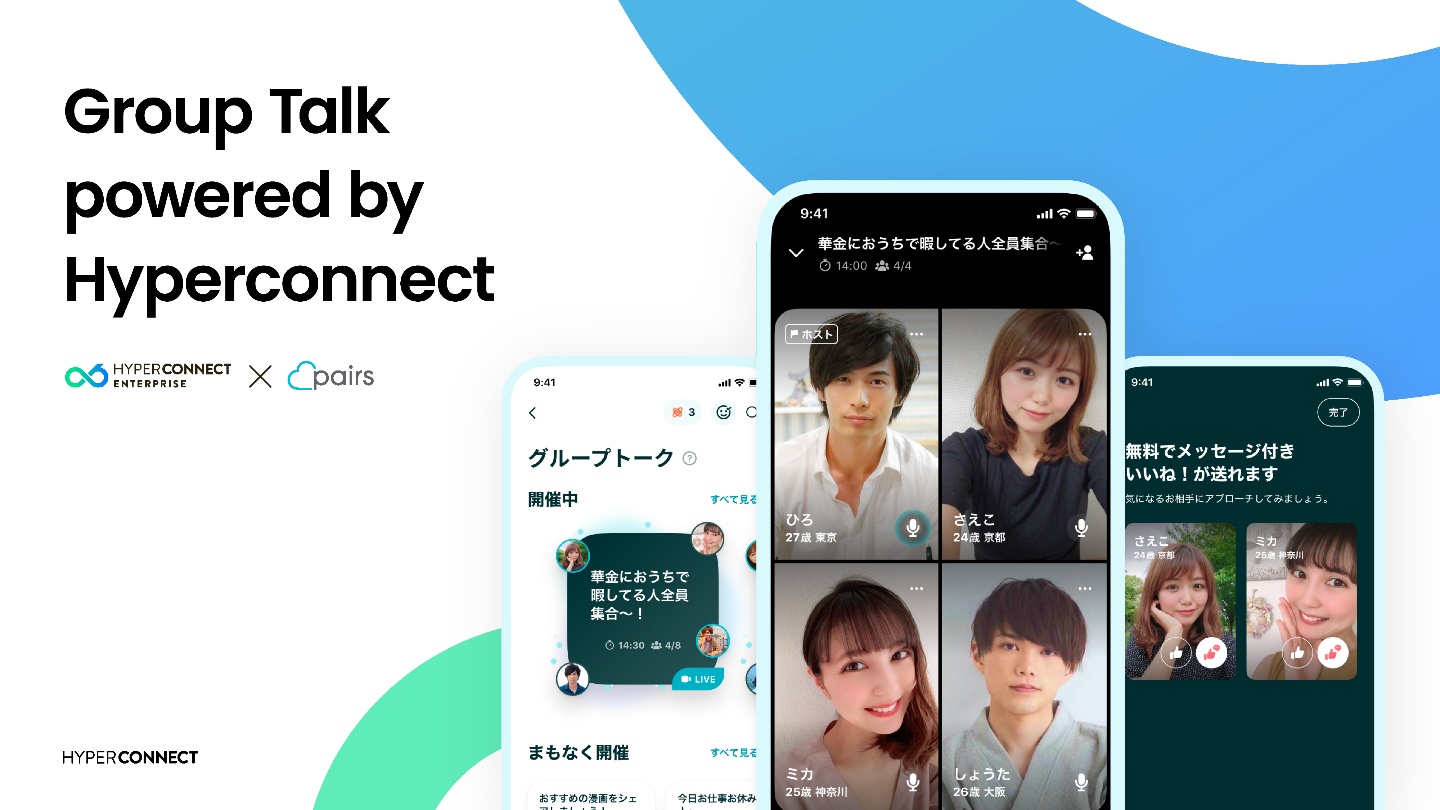 Group Talk
powered by
Hyperconnect
HYPERCONNECT
ENTERPRISE
pairs
HYPERCONNECT
9:41
3
グループトーク ?
開催中
すべて見る
華金におうちで
暇してる人全員
集合〜！
14:30 4/8
LIVE
まもなく開催
すべて見る
おすすめの漫画をシェ
今日お仕事お休み
9:41
華金におうちで暇してる人全員集合〜
14:00 4/4
ホスト
ひろ
27歳 東京
さえこ
24歳 京都
ミカ
25歳 神奈川
しょうた
26歳 大阪
9:41
完了
無料でメッセージ付き
いいね！が送れます
気になるお相手にアプローチしてみましょう。
さえこ
24歳 京都
ミカ
25歳 神奈川